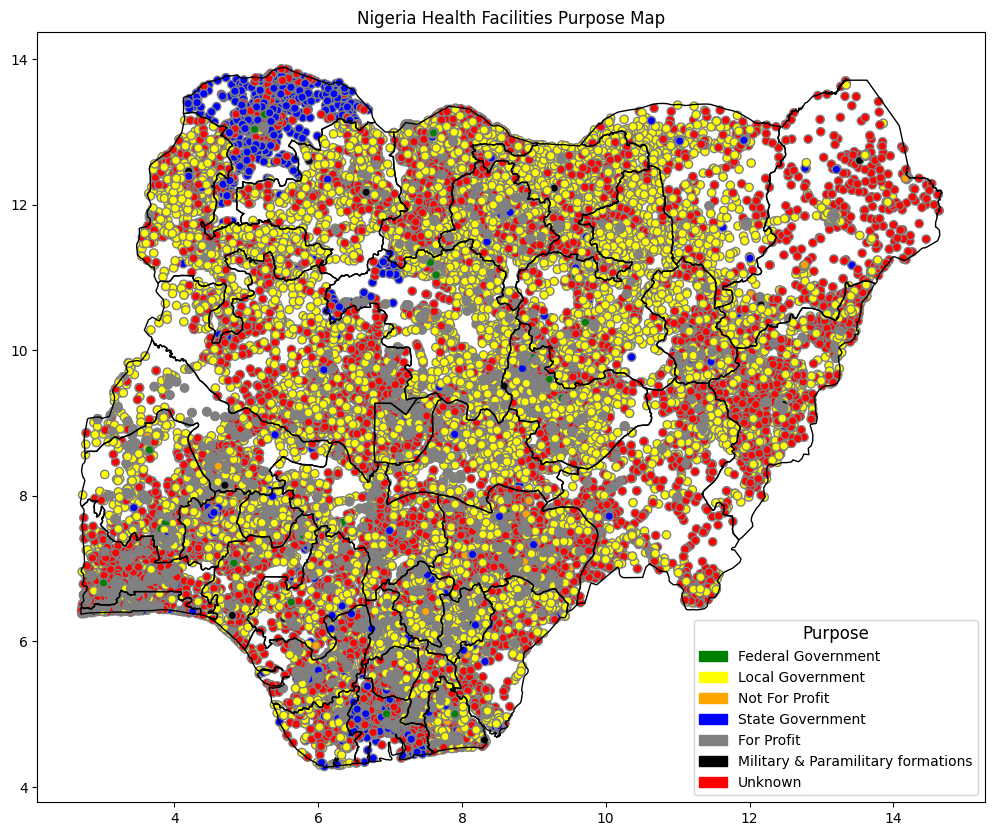 Nigeria Health Facilities Purpose Map
14
12
10
8
6
4
4
6
8
10
12
14
Purpose
Federal Government
Local Government
Not For Profit
State Government
For Profit
Military & Paramilitary formations
Unknown